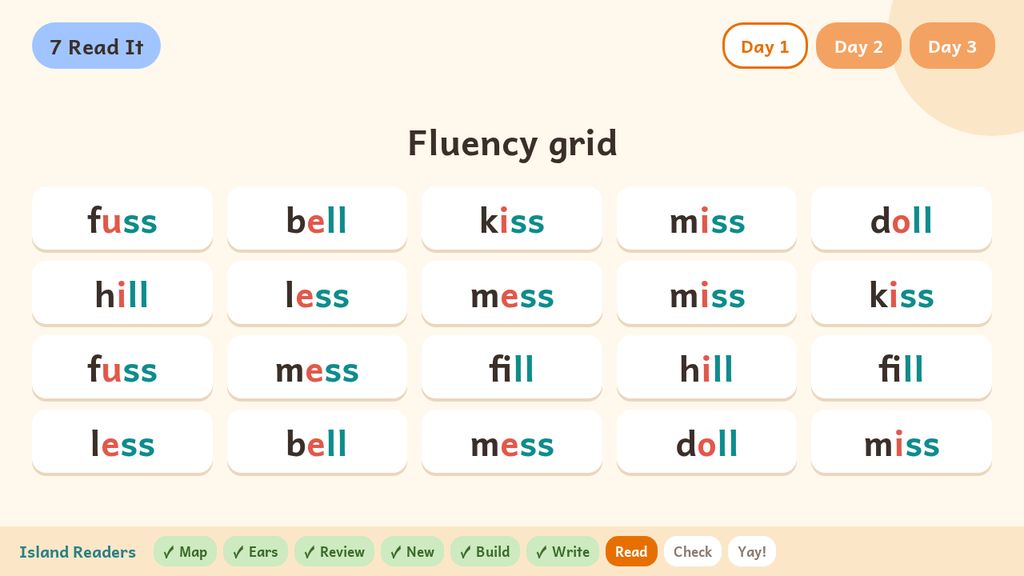 7 Read It
Day 1 Day 2 Day 3
Fluency grid
fuss bell kiss miss doll
hill less mess miss kiss
fuss mess fill hill fill
less bell mess doll miss
Island Readers ✓ Map ✓ Ears ✓ Review ✓ New ✓ Build ✓ Write Read Check Yay!